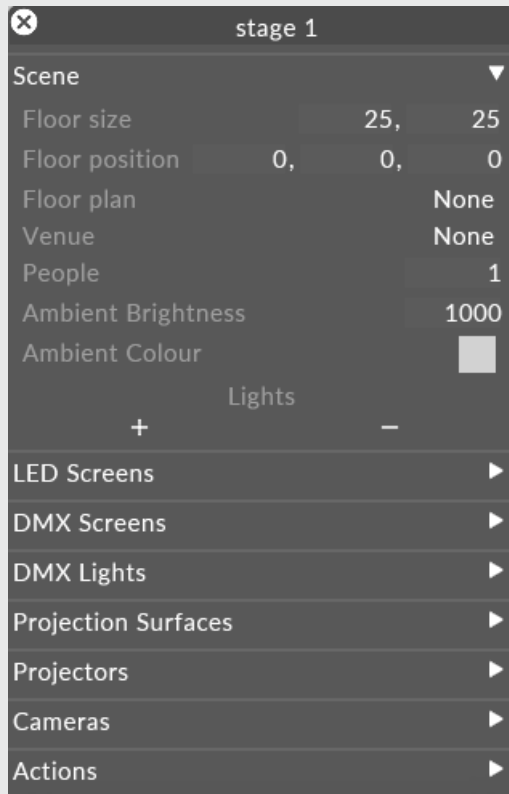 stage 1
Scene
Floor size 25, 25
Floor position 0, 0, 0
Floor plan None
Venue None
People 1
Ambient Brightness 1000
Ambient Colour
Lights
+ −
LED Screens
DMX Screens
DMX Lights
Projection Surfaces
Projectors
Cameras
Actions